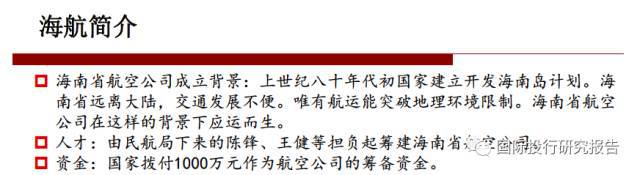 海航简介
海南省航空公司成立背景：上世纪八十年代初国家建立开发海南岛计划。海
南省远离大陆，交通发展不便。唯有航运能突破地理环境限制。海南省航空
公司在这样的背景下应运而生。
人才：由民航局下来的陈锋、王健等担负起筹建海南省航空公司
资金：国家拨付1000万元作为航空公司的筹备资金。
国际投行研究报告